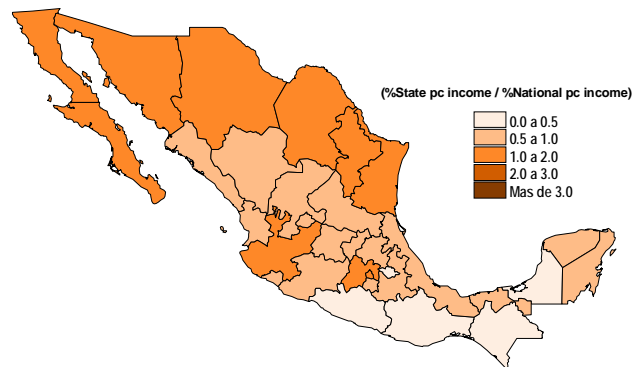 (%State pc income / %National pc income)
0.0 a 0.5
0.5 a 1.0
1.0 a 2.0
2.0 a 3.0
Mas de 3.0